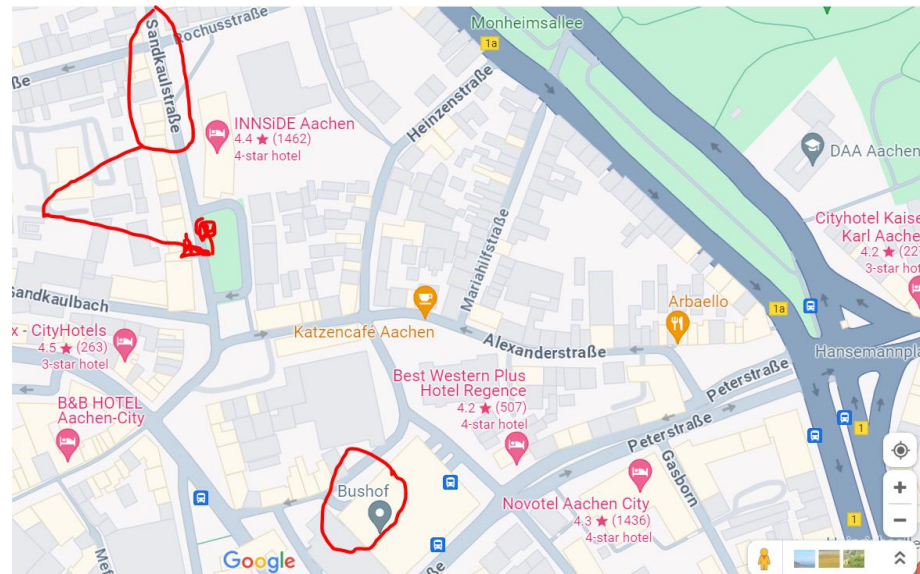 Monheimsallee
1a
Sandkaulstraße
Rochusstraße
ße
INNSiDE Aachen
4.4 ★ (1462)
4-star hotel
Heinzenstraße
Mariahilfstraße
DAA Aachen
Cityhotel Kaise
Karl Aache
4.2 ★ (227
3-star hot
Sandkaulbach
Katzencafé Aachen
Arbaello
1a
x - CityHotels
4.5 ★ (263)
3-star hotel
Alexanderstraße
Hansemannpla
B&B HOTEL
Aachen-City
Best Western Plus
Hotel Regence
4.2 ★ (507)
4-star hotel
Peterstraße
Peterstraße
1
Gasborn
Bushof
Novotel Aachen City
4.3 ★ (1436)
4-star hotel
1
Mef
Google